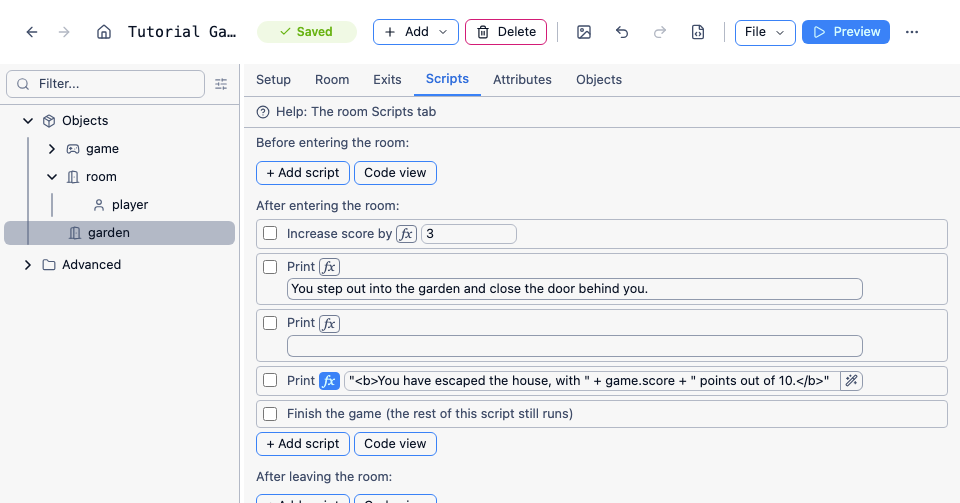 Tutorial Ga...
Saved
Add
Delete
File
Preview
Filter...
Setup
Room
Exits
Scripts
Attributes
Objects
Objects
game
room
player
garden
Advanced
Help: The room Scripts tab
Before entering the room:
+ Add script
Code view
After entering the room:
Increase score by fx 3
Print fx
You step out into the garden and close the door behind you.
Print fx
Print fx "<b>You have escaped the house, with " + game.score + " points out of 10.</b>"
Finish the game (the rest of this script still runs)
+ Add script
Code view
After leaving the room: